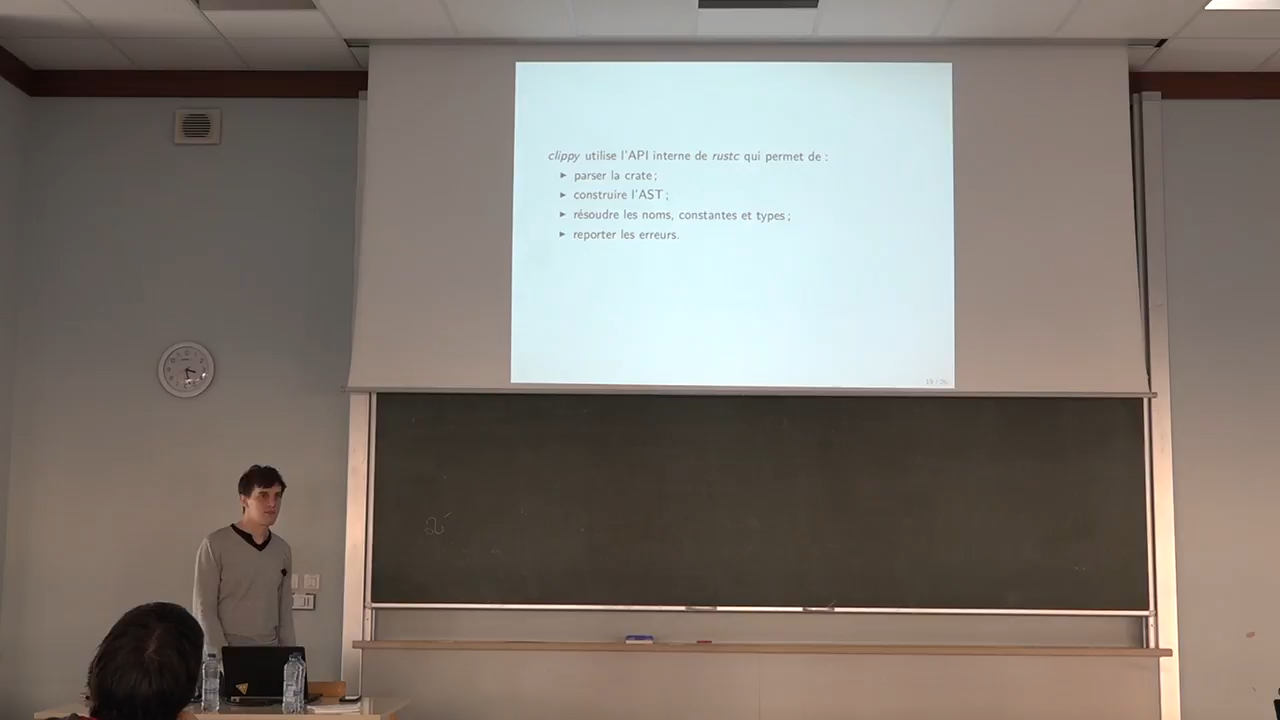 clippy utilise l'API interne de rustc qui permet de :
▶ parser la crate ;
▶ construire l'AST ;
▶ résoudre les noms, constantes et types ;
▶ reporter les erreurs.